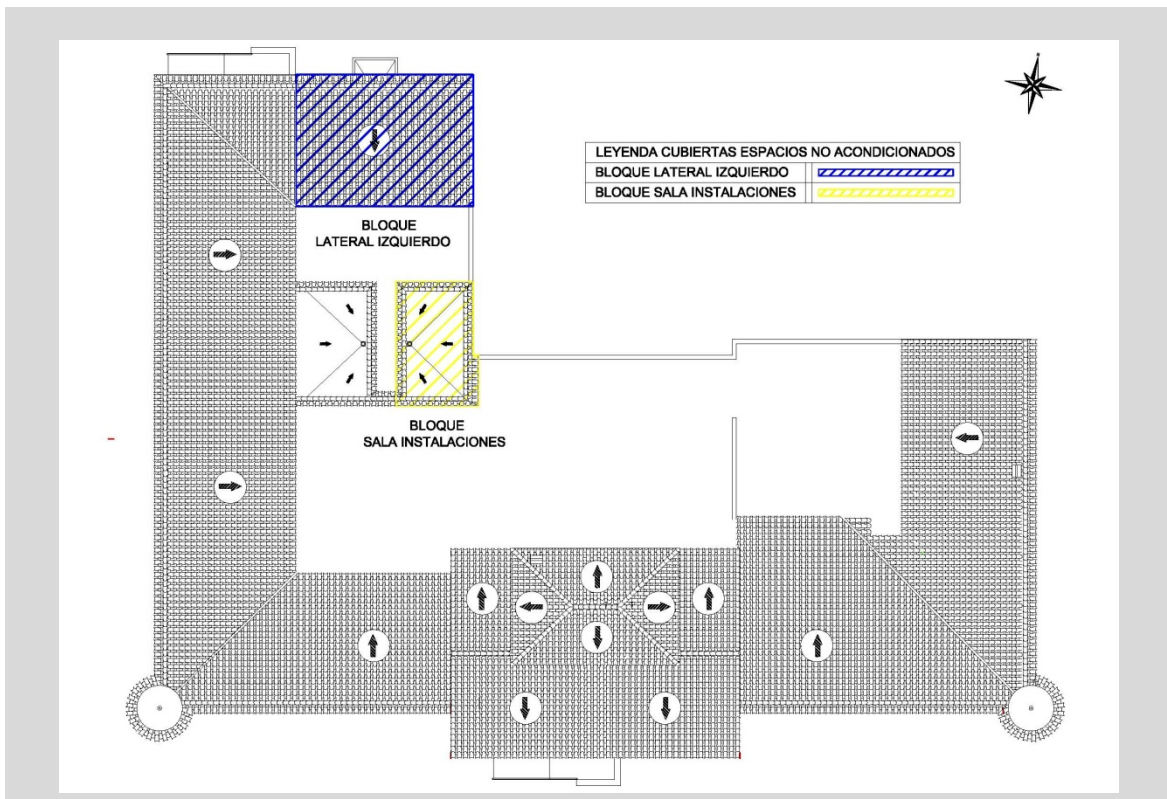 LEYENDA CUBIERTAS ESPACIOS NO ACONDICIONADOS
BLOQUE LATERAL IZQUIERDO
BLOQUE SALA INSTALACIONES
BLOQUE
LATERAL IZQUIERDO
BLOQUE
SALA INSTALACIONES